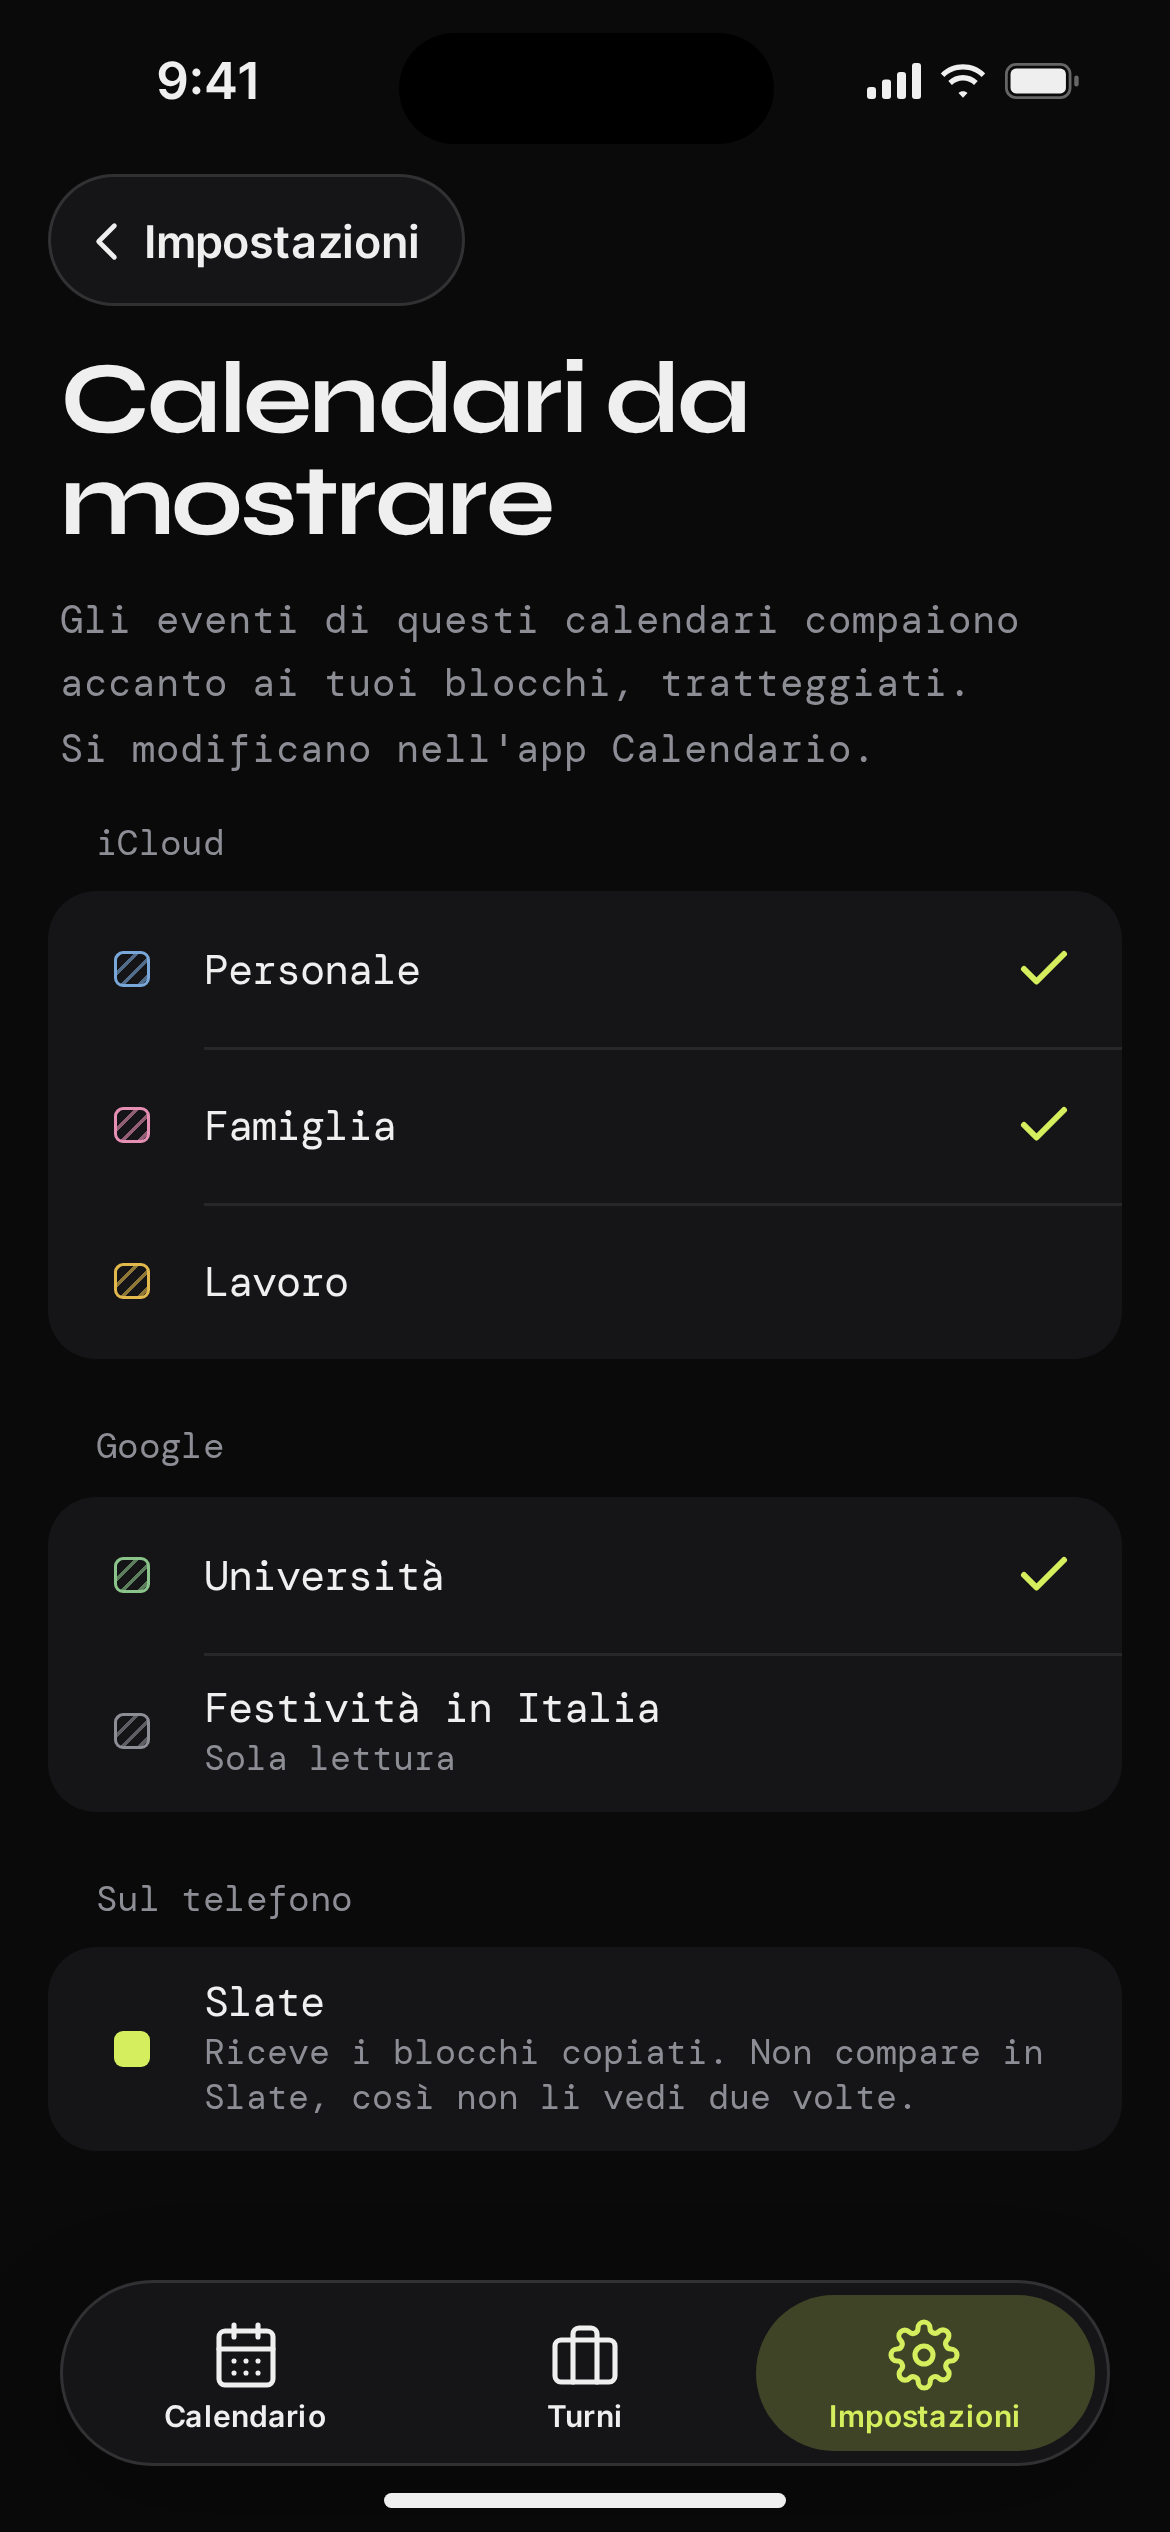 9:41
Impostazioni
Calendari da
mostrare
Gli eventi di questi calendari compaiono
accanto ai tuoi blocchi, tratteggiati.
Si modificano nell'app Calendario.
iCloud
Personale
Famiglia
Lavoro
Google
Università
Festività in Italia
Sola lettura
Sul telefono
Slate
Riceve i blocchi copiati. Non compare in
Slate, così non li vedi due volte.
Calendario
Turni
Impostazioni